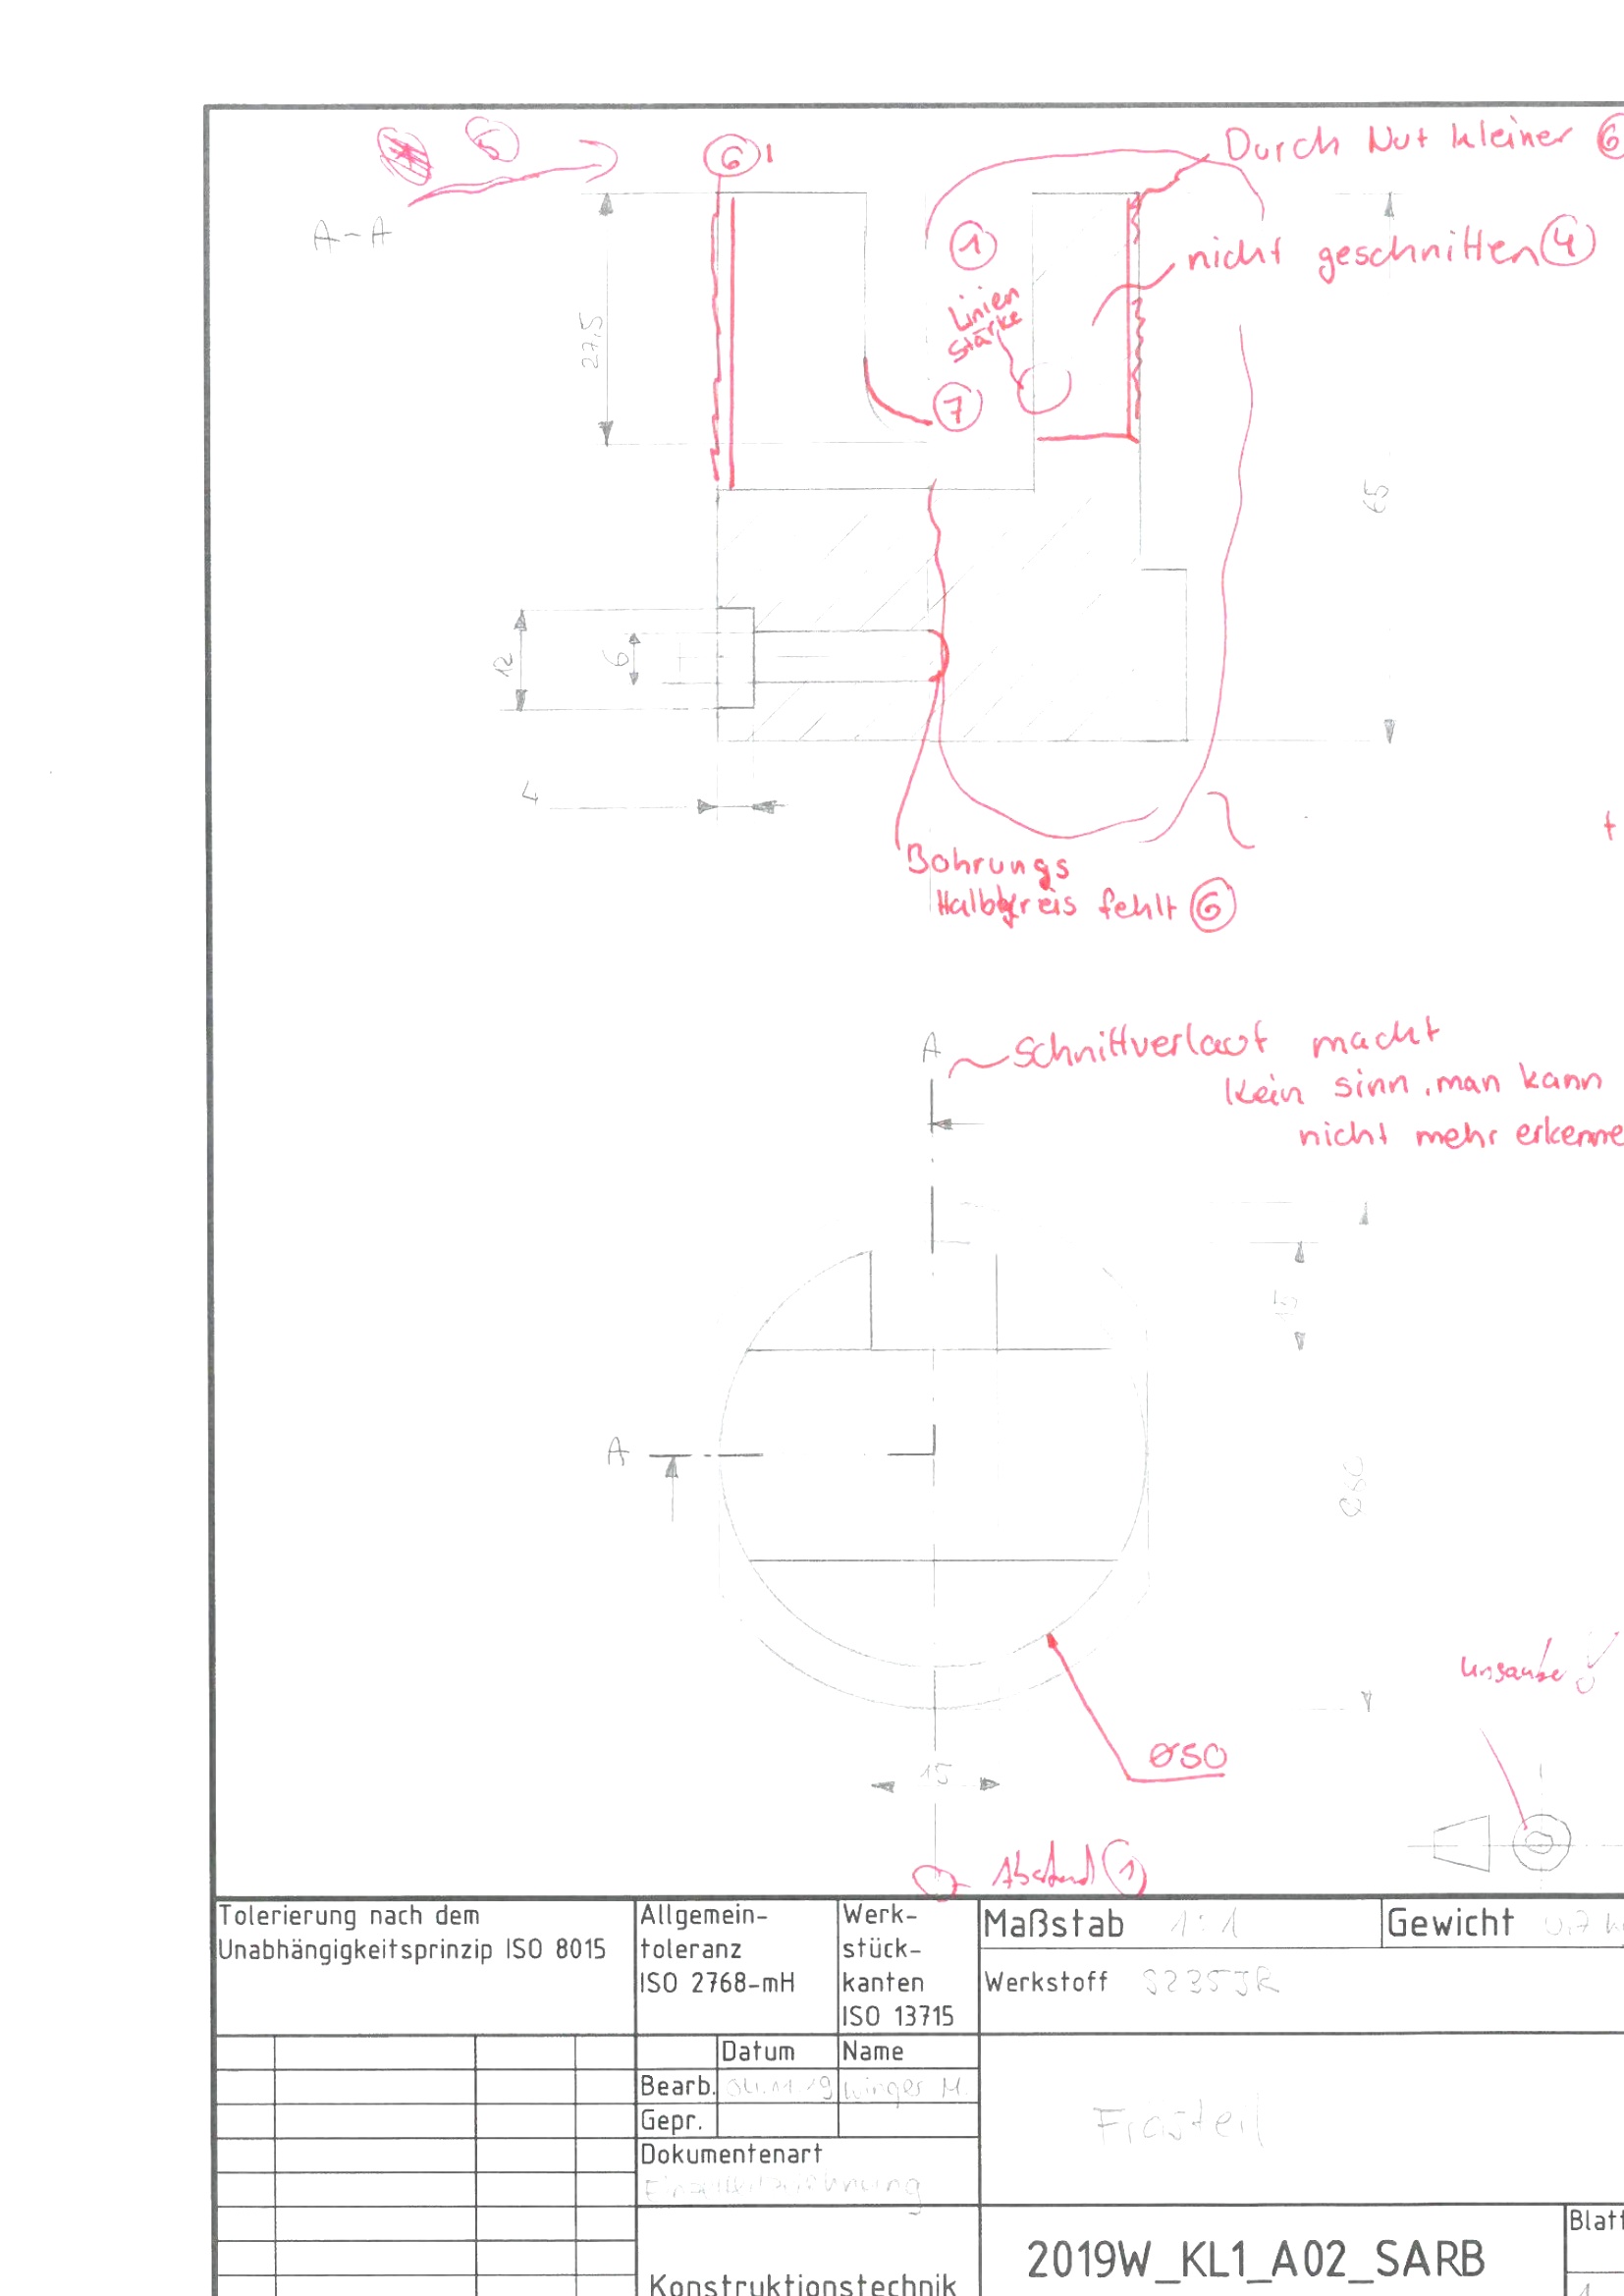 6
6 1
Durch Nut kleiner 6
A-A
1
nicht geschnitten 4
Linien
stärke
27,5
7
65
12
6
4
Bohrungs
Halbkreis fehlt 6
A
Schnittverlauf macht
kein sinn, man kann
nicht mehr erkenne
15
A
Ø50
15
Abstand 1
Tolerierung nach dem
Unabhängigkeitsprinzip ISO 8015
Allgemein-
toleranz
ISO 2768-mH
Werk-
stück-
kanten
ISO 13715
Maßstab 1:1
Gewicht 0,7
Werkstoff S235JR
Datum Name
Bearb. 04.11.19 Winger M.
Gepr.
Dokumentenart
Einzelteilzeichnung
Frästeil
Konstruktionstechnik
2019W_KL1_A02_SARB
Blatt
1